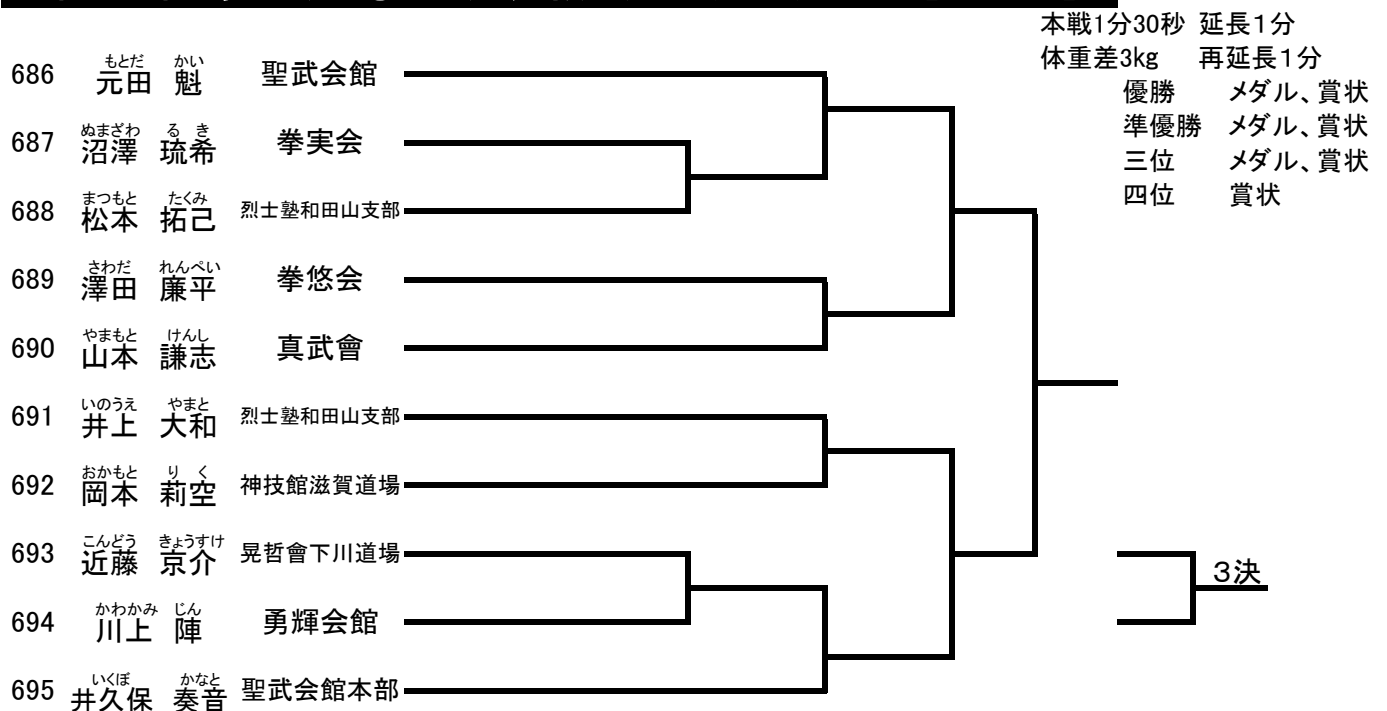 本戦1分30秒 延長1分
体重差3kg 再延長1分
優勝 メダル、賞状
準優勝 メダル、賞状
三位 メダル、賞状
四位 賞状
もとだ かい
686 元田 魁 聖武会館
ぬまざわ るき
687 沼澤 琉希 拳実会
まつもと たくみ
688 松本 拓己 烈士塾和田山支部
さわだ れんぺい
689 澤田 廉平 拳悠会
やまもと けんし
690 山本 謙志 真武會
いのうえ やまと
691 井上 大和 烈士塾和田山支部
おかもと りく
692 岡本 莉空 神技館滋賀道場
こんどう きょうすけ
693 近藤 京介 晃哲會下川道場
3決
かわかみ じん
694 川上 陣 勇輝会館
いくぼ かなと
695 井久保 奏音 聖武会館本部